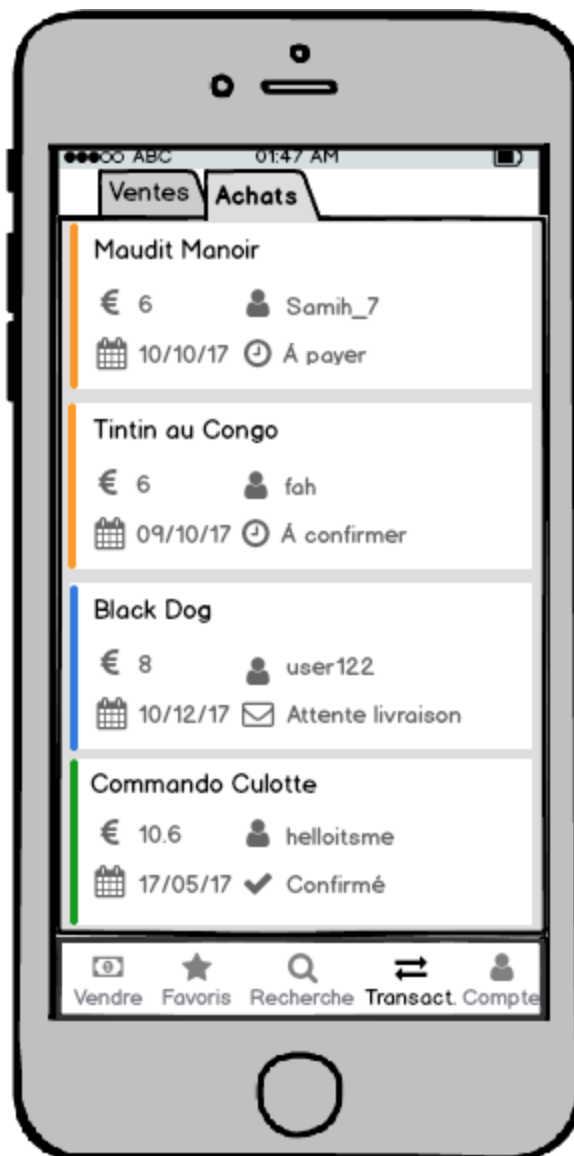 ABC 01:47 AM
Ventes Achats
Maudit Manoir
€ 6 Samih_7
10/10/17 Á payer
Tintin au Congo
€ 6 fah
09/10/17 Á confirmer
Black Dog
€ 8 user122
10/12/17 Attente livraison
Commando Culotte
€ 10.6 helloitsme
17/05/17 Confirmé
Vendre Favoris Recherche Transact. Compte